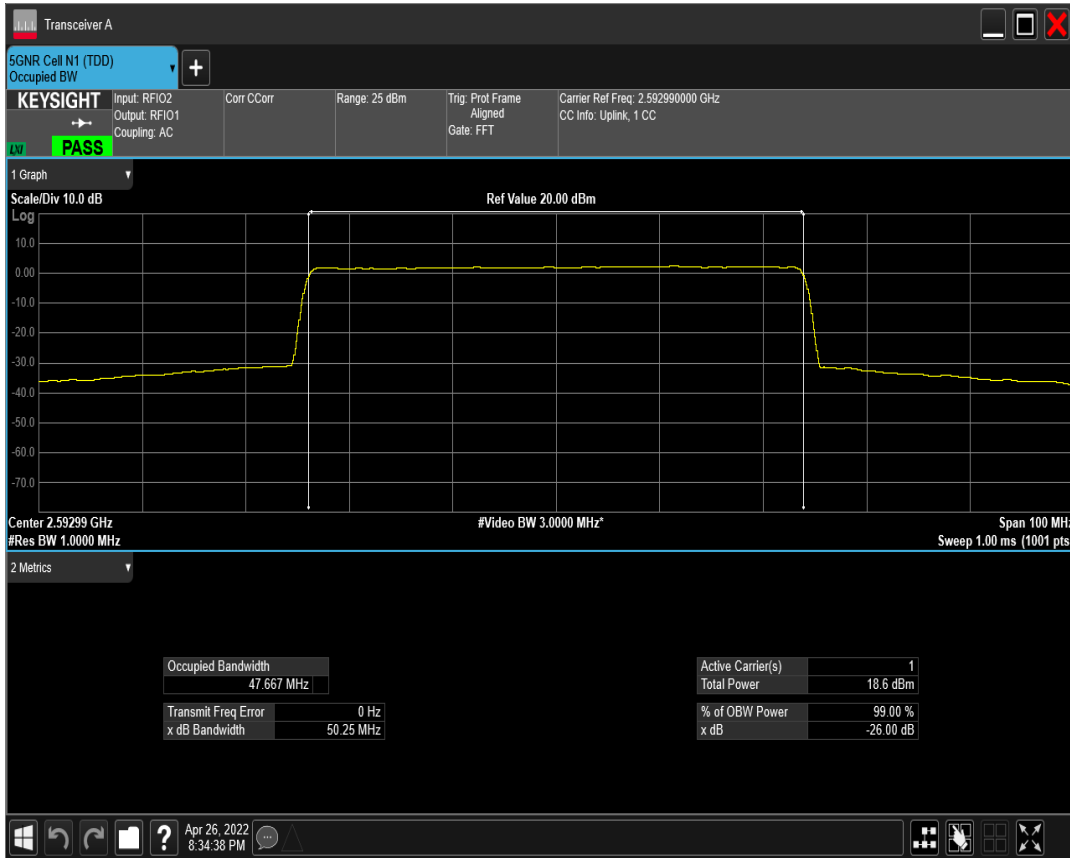 Transceiver A
5GNR Cell N1 (TDD)
Occupied BW
KEYSIGHT
LXI
PASS
Input: RFIO2
Output: RFIO1
Coupling: AC
Corr CCorr
Range: 25 dBm
Trig: Prot Frame
Aligned
Gate: FFT
Carrier Ref Freq: 2.592990000 GHz
CC Info: Uplink, 1 CC
1 Graph
Scale/Div 10.0 dB
Ref Value 20.00 dBm
Log
10.0
0.00
-10.0
-20.0
-30.0
-40.0
-50.0
-60.0
-70.0
Center 2.59299 GHz
#Video BW 3.0000 MHz*
Span 100 MHz
#Res BW 1.0000 MHz
Sweep 1.00 ms (1001 pts
2 Metrics
Occupied Bandwidth
47.667 MHz
Transmit Freq Error 0 Hz
x dB Bandwidth 50.25 MHz
Active Carrier(s) 1
Total Power 18.6 dBm
% of OBW Power 99.00 %
x dB -26.00 dB
?
Apr 26, 2022
8:34:38 PM